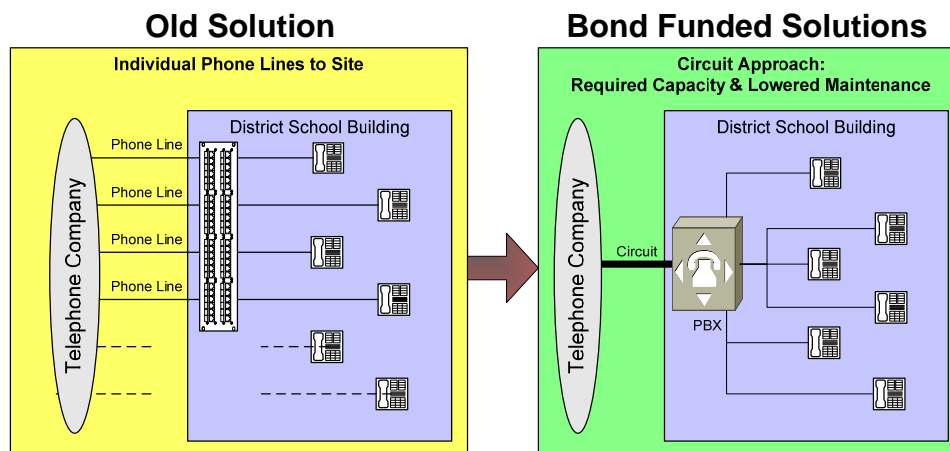 Old Solution
Individual Phone Lines to Site
District School Building
Telephone Company
Phone Line
Phone Line
Phone Line
Phone Line
Bond Funded Solutions
Circuit Approach:
Required Capacity & Lowered Maintenance
District School Building
Telephone Company
Circuit
PBX